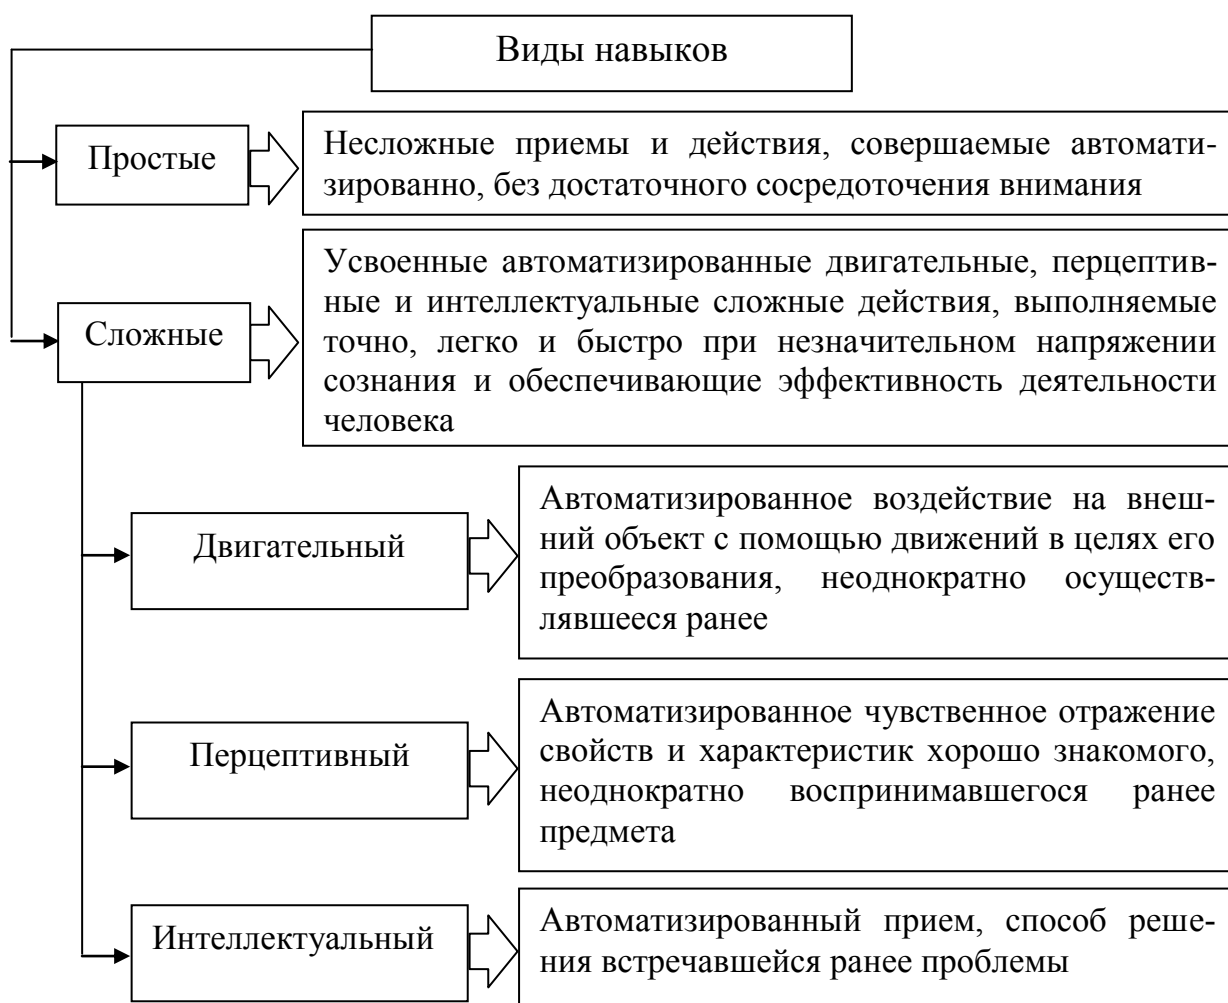 Виды навыков
Простые
Несложные приемы и действия, совершаемые автомати-
зированно, без достаточного сосредоточения внимания
Сложные
Усвоенные автоматизированные двигательные, перцептив-
ные и интеллектуальные сложные действия, выполняемые
точно, легко и быстро при незначительном напряжении
сознания и обеспечивающие эффективность деятельности
человека
Двигательный
Автоматизированное воздействие на внеш-
ний объект с помощью движений в целях его
преобразования, неоднократно осуществ-
лявшееся ранее
Перцептивный
Автоматизированное чувственное отражение
свойств и характеристик хорошо знакомого,
неоднократно воспринимавшегося ранее
предмета
Интеллектуальный
Автоматизированный прием, способ реше-
ния встречавшейся ранее проблемы